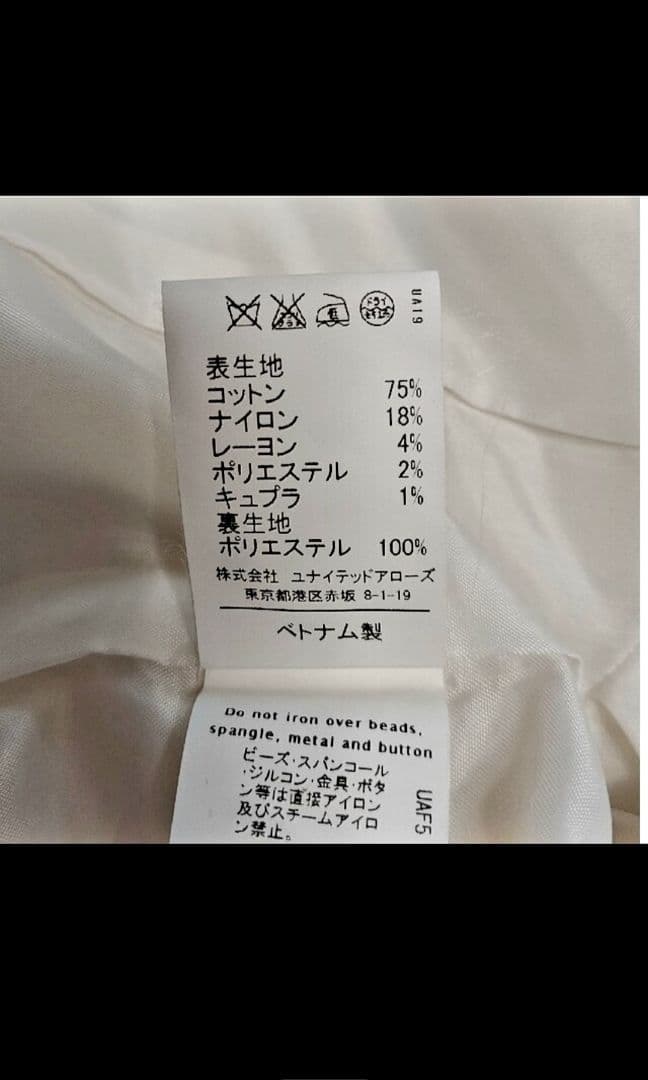 UA19
表生地
コットン 75%
ナイロン 18%
レーヨン 4%
ポリエステル 2%
キュプラ 1%
裏生地
ポリエステル 100%
株式会社 ユナイテッドアローズ
東京都港区赤坂 8-1-19
ベトナム製
Do not iron over beads,
spangle, metal and button
ビーズ・スパンコール
・ジルコン・金具・ボタ
ン等は直接アイロン
及びスチームアイロ
ン禁止。
UAF5